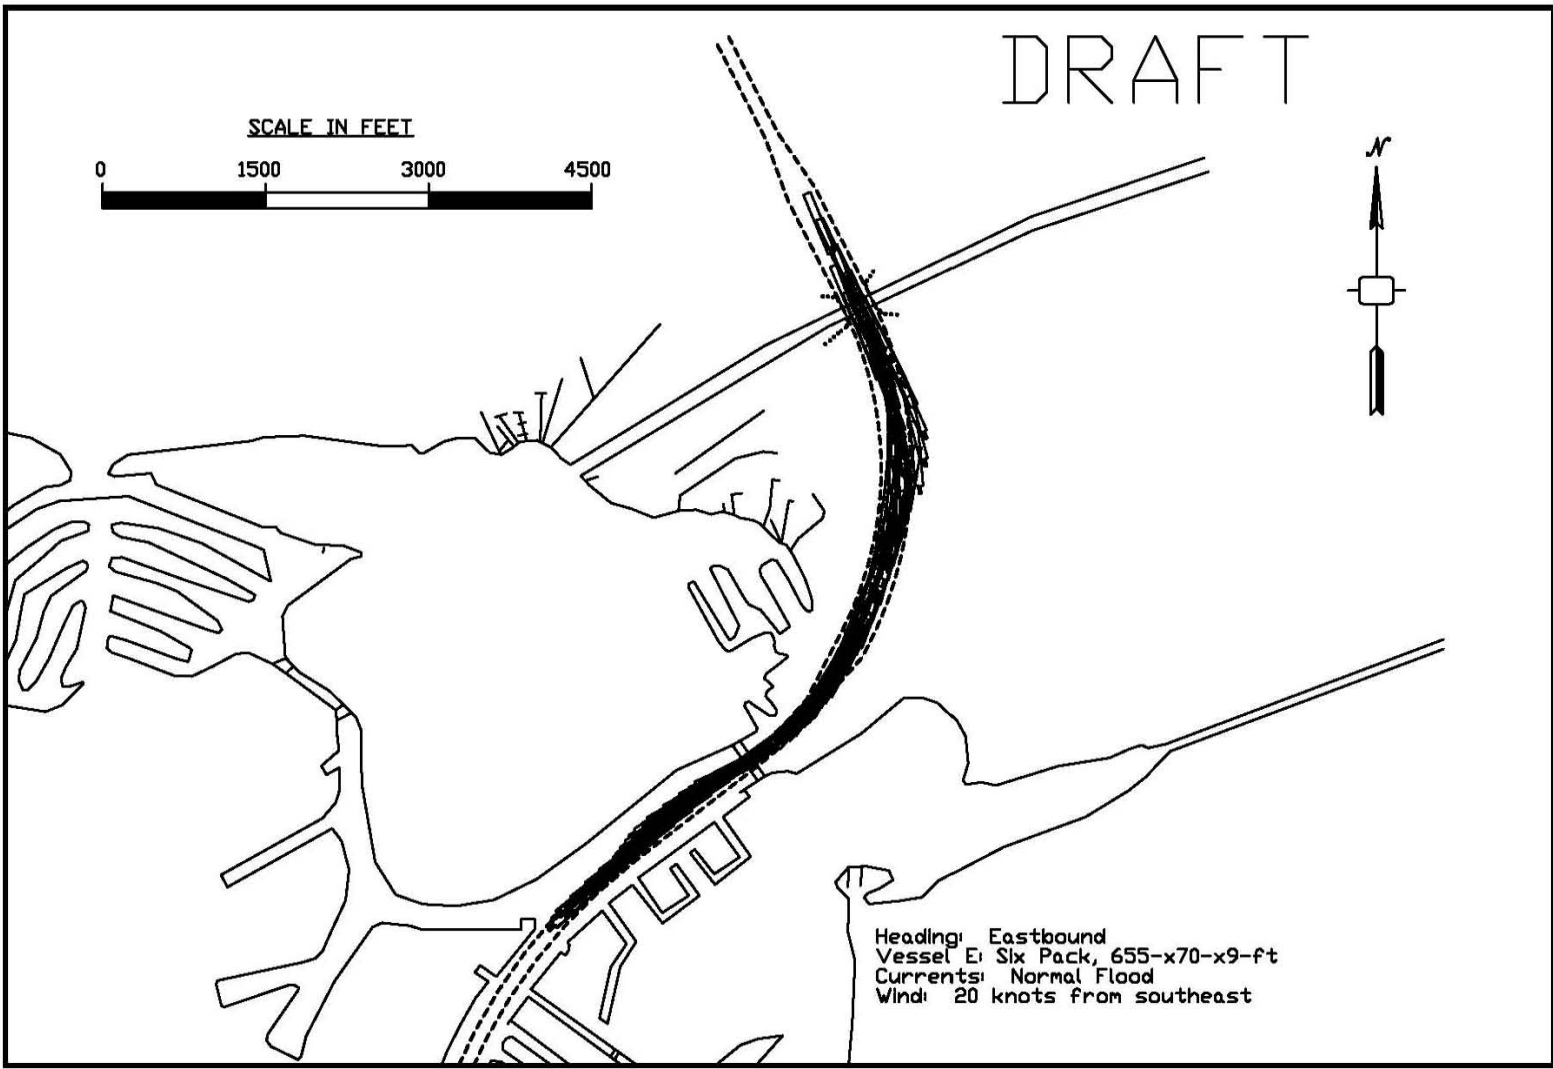 DRAFT
SCALE IN FEET
0 1500 3000 4500
N
Heading: Eastbound
Vessel E: Six Pack, 655-x70-x9-ft
Currents: Normal Flood
Wind: 20 knots from southeast